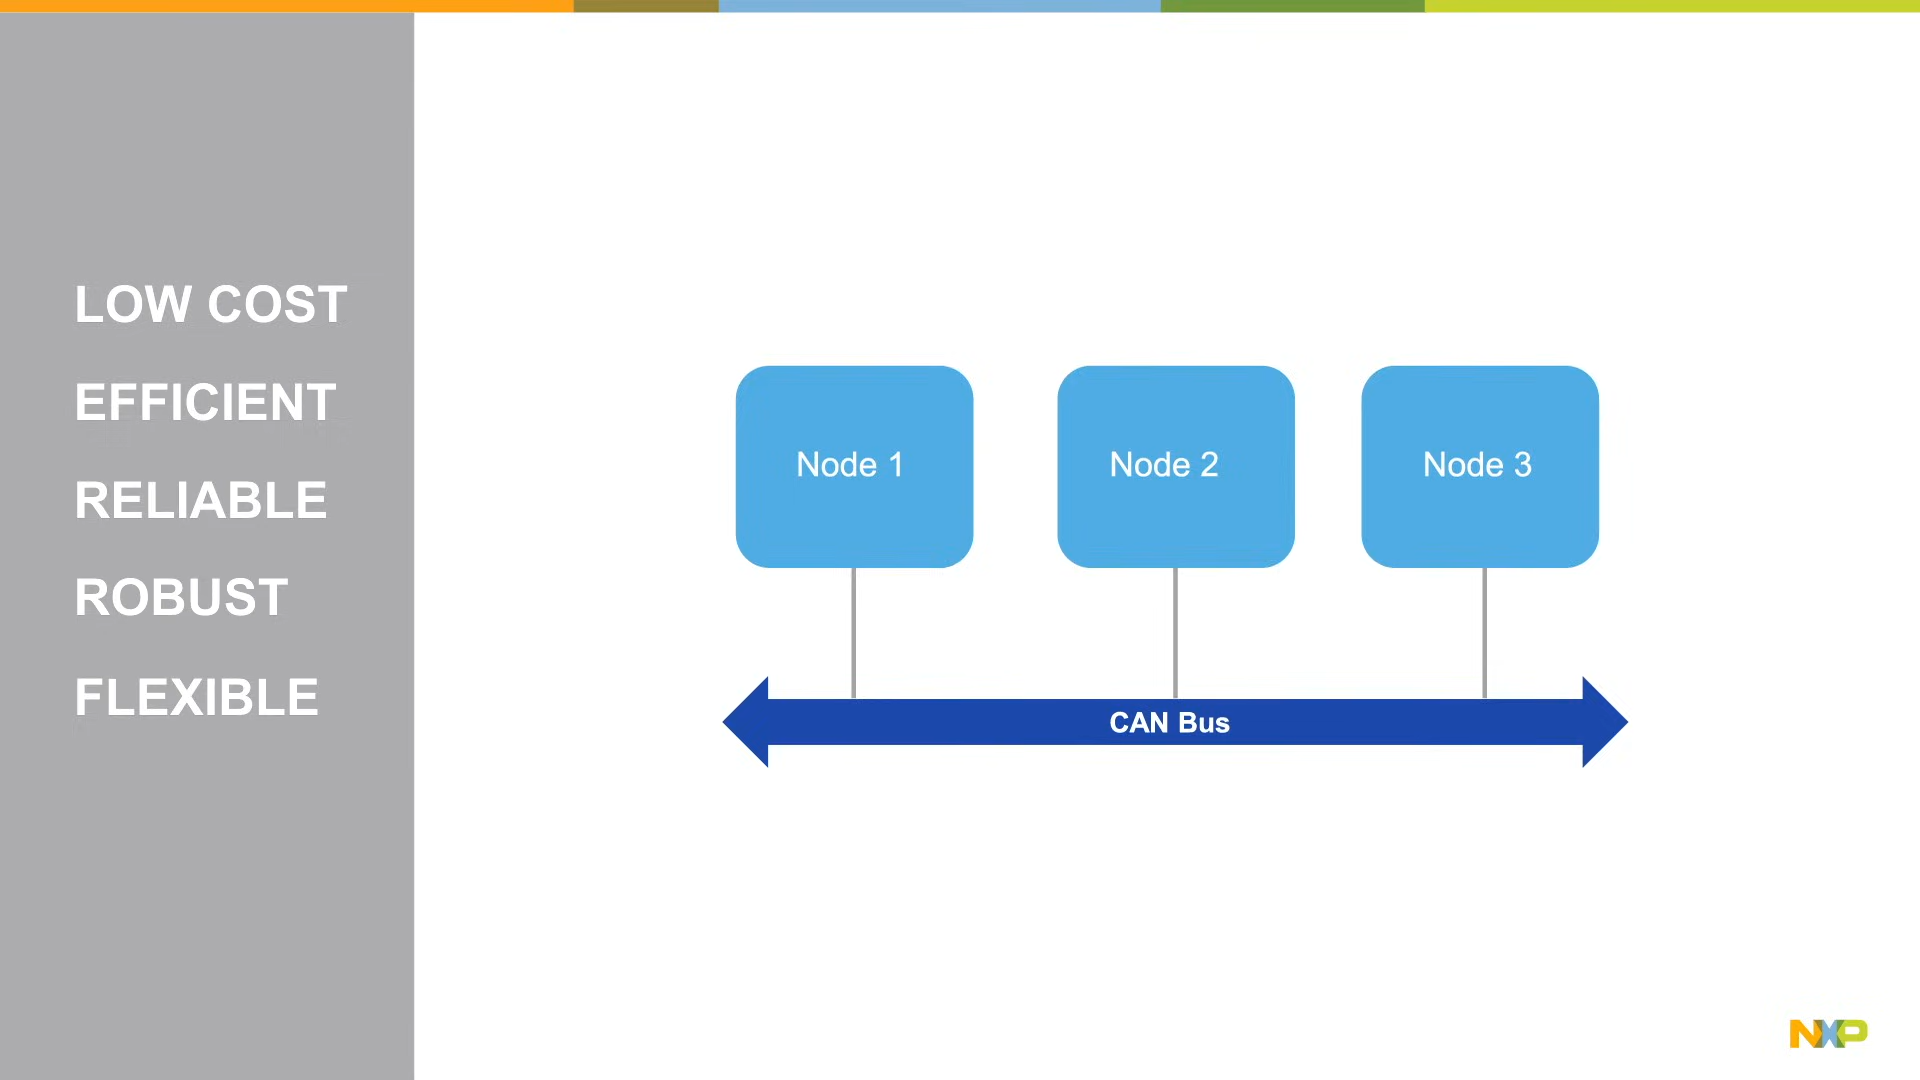 LOW COST
EFFICIENT
RELIABLE
ROBUST
FLEXIBLE
Node 1
Node 2
Node 3
CAN Bus
NXP